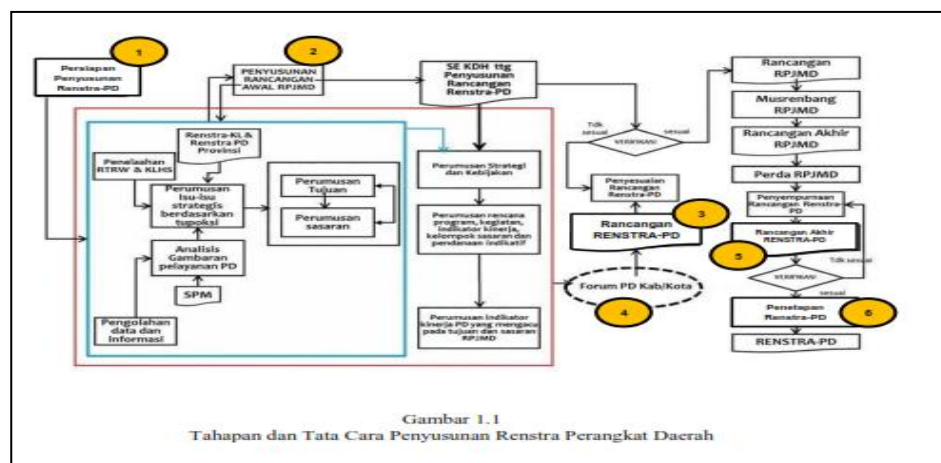 1
Persiapan
Penyusunan
Renstra-PD
2
PENYUSUNAN
RANCANGAN
AWAL RPJMD
SE KDH ttg
Penyusunan
Rancangan
Renstra-PD
Renstra-KL &
Renstra PD
Provinsi
Penelaahan
RTRW & KLHS
Perumusan
Isu-isu
strategis
berdasarkan
tupoksi
Analisis
Gambaran
pelayanan PD
SPM
Pengolahan
data dan
Informasi
Perumusan
Tujuan
Perumusan
sasaran
Perumusan Strategi
dan Kebijakan
Perumusan rencana
program, kegiatan,
indikator kinerja,
kelompok sasaran dan
pendanaan indikatif
Perumusan Indikator
kinerja PD yang mengacu
pada tujuan dan sasaran
RPJMD
Tdk
sesuai
VERIFIKASI
sesuai
Penyesuaian
Rancangan
Renstra-PD
3
Rancangan
RENSTRA-PD
Forum PD Kab/Kota
4
Rancangan
RPJMD
Musrenbang
RPJMD
Rancangan Akhir
RPJMD
Perda RPJMD
Penyempurnaan
Rancangan Renstra-
PD
Rancangan Akhir
RENSTRA-PD
5
Tdk sesuai
VERIFIKASI
sesuai
Penetapan
Renstra-PD
6
RENSTRA-PD
Gambar 1.1
Tahapan dan Tata Cara Penyusunan Renstra Perangkat Daerah